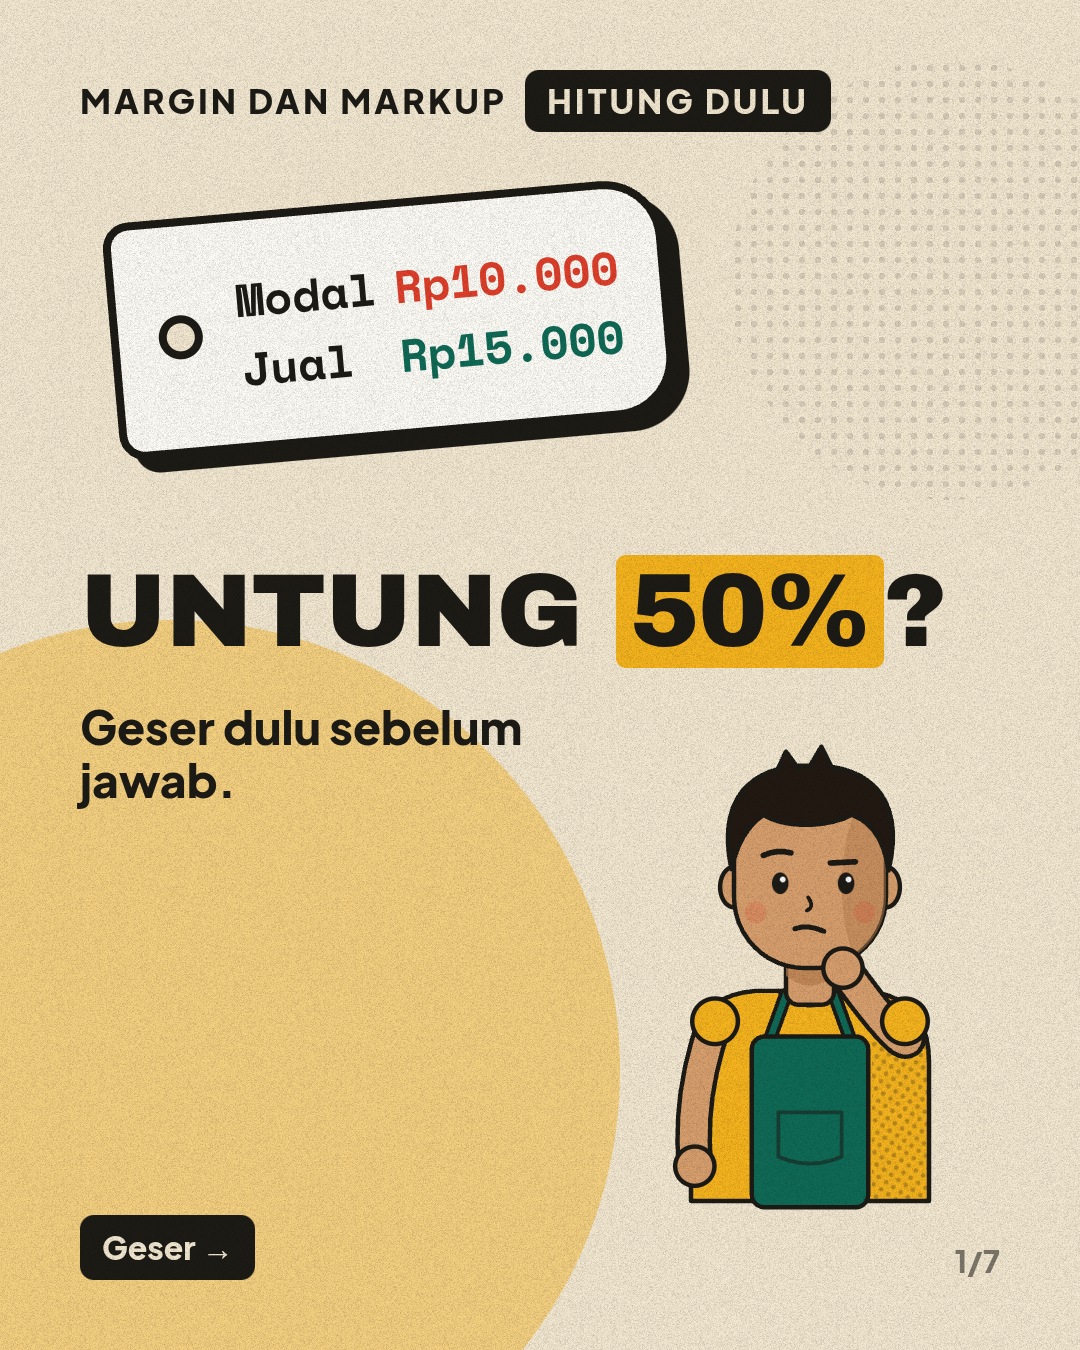 MARGIN DAN MARKUP HITUNG DULU
Modal Rp10.000
Jual Rp15.000
UNTUNG 50%?
Geser dulu sebelum
jawab.
Geser →
1/7